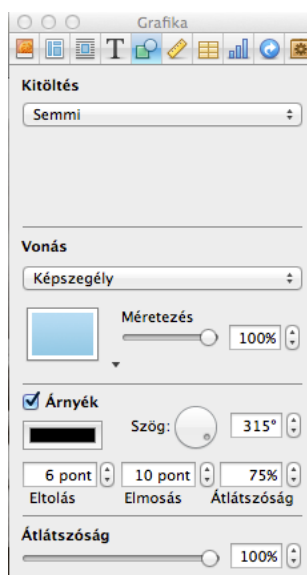 Grafika
T
Kitöltés
Semmi
Vonás
Képszegély
Méretezés
100%
Árnyék
Szög: 315°
6 pont 10 pont 75%
Eltolás Elmosás Átlátszóság
Átlátszóság
100%